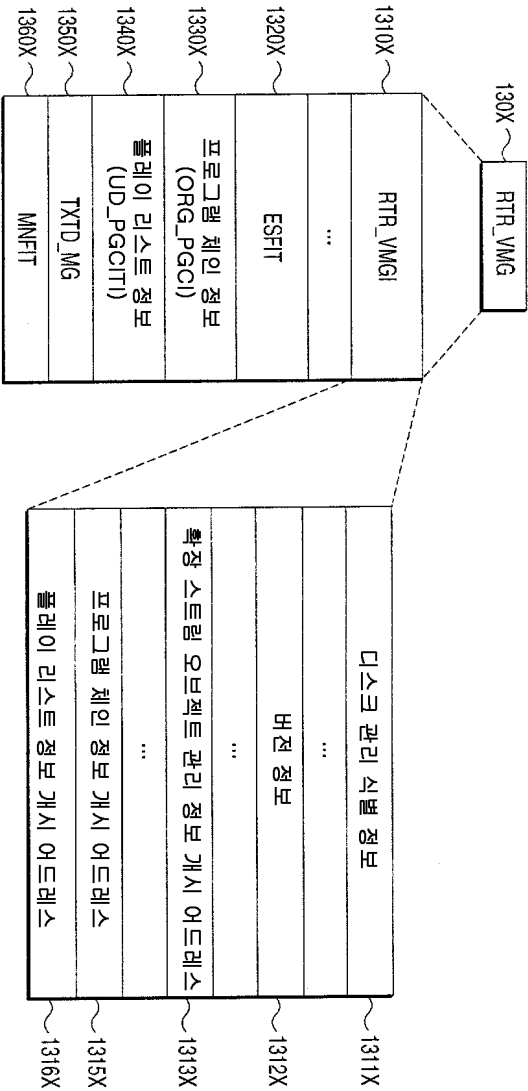 130X
RTR_VMG
1310X
RTR_VMGI
...
1320X
ESFIT
1330X
프로그램 체인 정보
(ORG_PGCI)
1340X
플레이 리스트 정보
(UD_PGCITI)
1350X
TXTD_MG
1360X
MNFIT
디스크 관리 식별 정보
1311X
...
버전 정보
1312X
...
확장 스트림 오브젝트 관리 정보 개시 어드레스
1313X
...
프로그램 체인 정보 개시 어드레스
1315X
플레이 리스트 정보 개시 어드레스
1316X